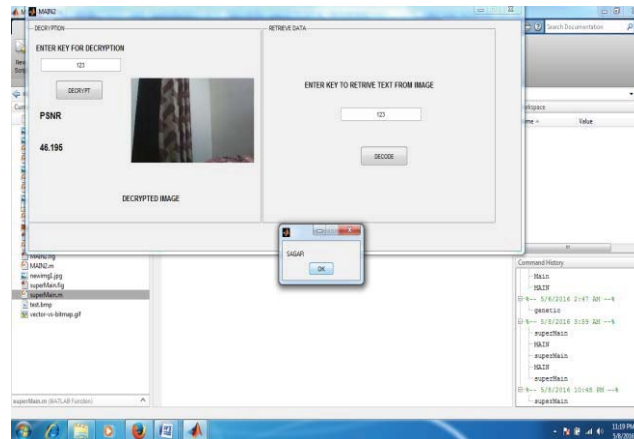 MAIN2
DECRYPTION
ENTER KEY FOR DECRYPTION
123
DECRYPT
PSNR
46.195
DECRYPTED IMAGE
RETRIEVE DATA
ENTER KEY TO RETRIVE TEXT FROM IMAGE
123
DECODE
SAGAR
OK
Search Documentation
New
Workspace
Value
MAIN2.fig
MAIN2.m
newimg1.jpg
superMain.fig
superMain.m
test.bmp
vector-vs-bitmap.gif
superMain.m (MATLAB Function)
Command History
Main
MAIN
%-- 5/8/2016 2:47 AM --%
genetic
%-- 5/8/2016 3:59 AM --%
superMain
MAIN
superMain
MAIN
superMain
%-- 5/8/2016 10:48 PM --%
superMain
11:19 PM
5/8/2016